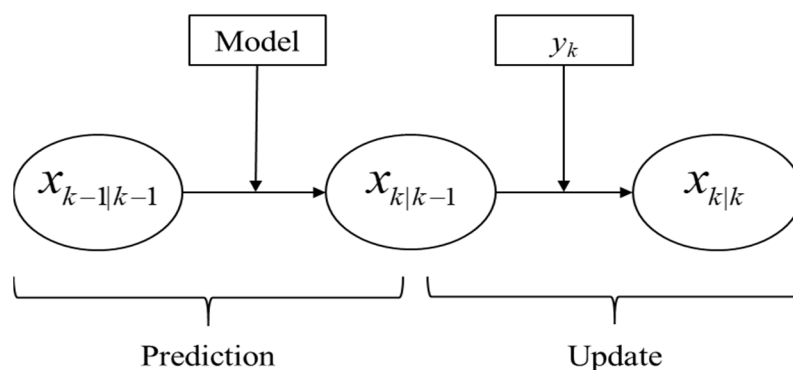 Model
y_k
x_{k-1|k-1}
x_{k|k-1}
x_{k|k}
Prediction
Update